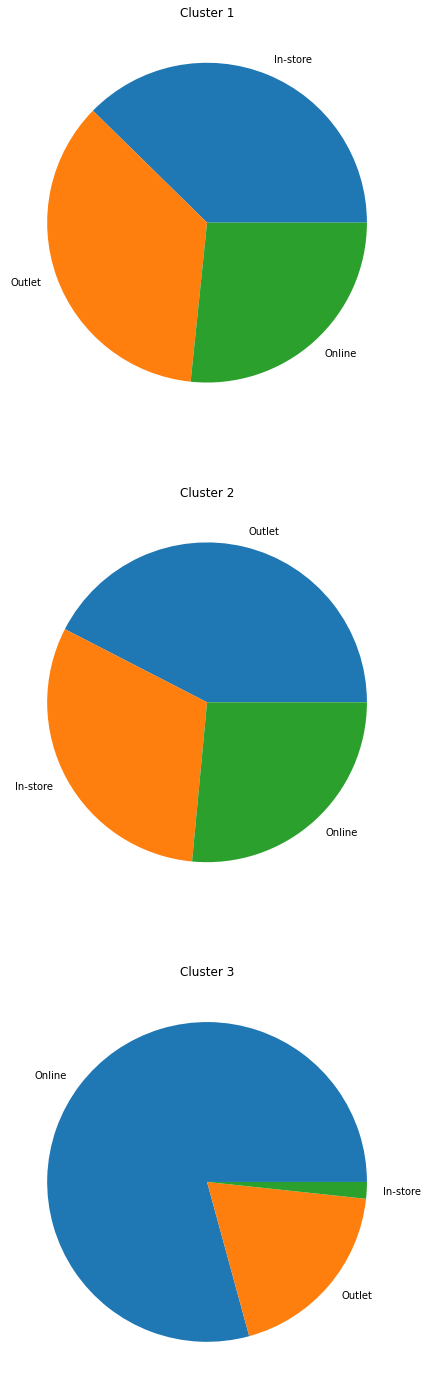 Cluster 1
In-store
Outlet
Online
Cluster 2
Outlet
In-store
Online
Cluster 3
Online
In-store
Outlet